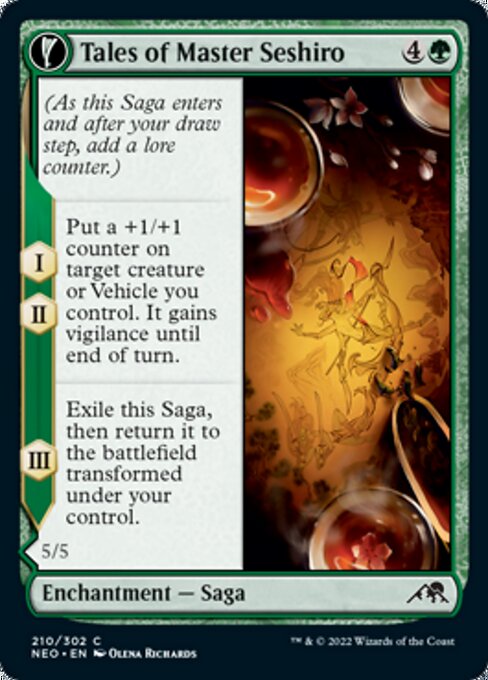 Tales of Master Seshiro 4
(As this Saga enters
and after your draw
step, add a lore
counter.)
I
II
Put a +1/+1
counter on
target creature
or Vehicle you
control. It gains
vigilance until
end of turn.
III
Exile this Saga,
then return it to
the battlefield
transformed
under your
control.
5/5
Enchantment — Saga
210/302 C
NEO • EN Olena Richards
™ & © 2022 Wizards of the Coast